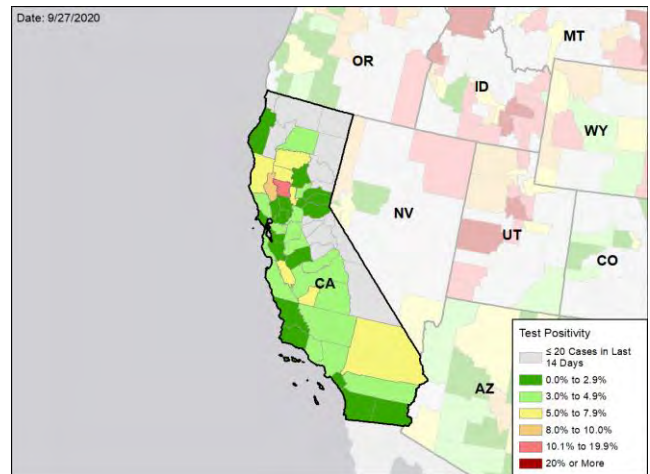 Date: 9/27/2020
MT
OR
ID
WY
NV
UT
CO
CA
AZ
Test Positivity
≤ 20 Cases in Last
14 Days
0.0% to 2.9%
3.0% to 4.9%
5.0% to 7.9%
8.0% to 10.0%
10.1% to 19.9%
20% or More